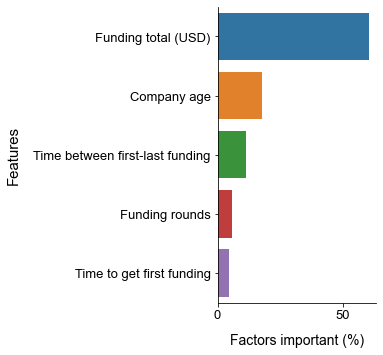 Features
Funding total (USD)
Company age
Time between first-last funding
Funding rounds
Time to get first funding
0
50
Factors important (%)